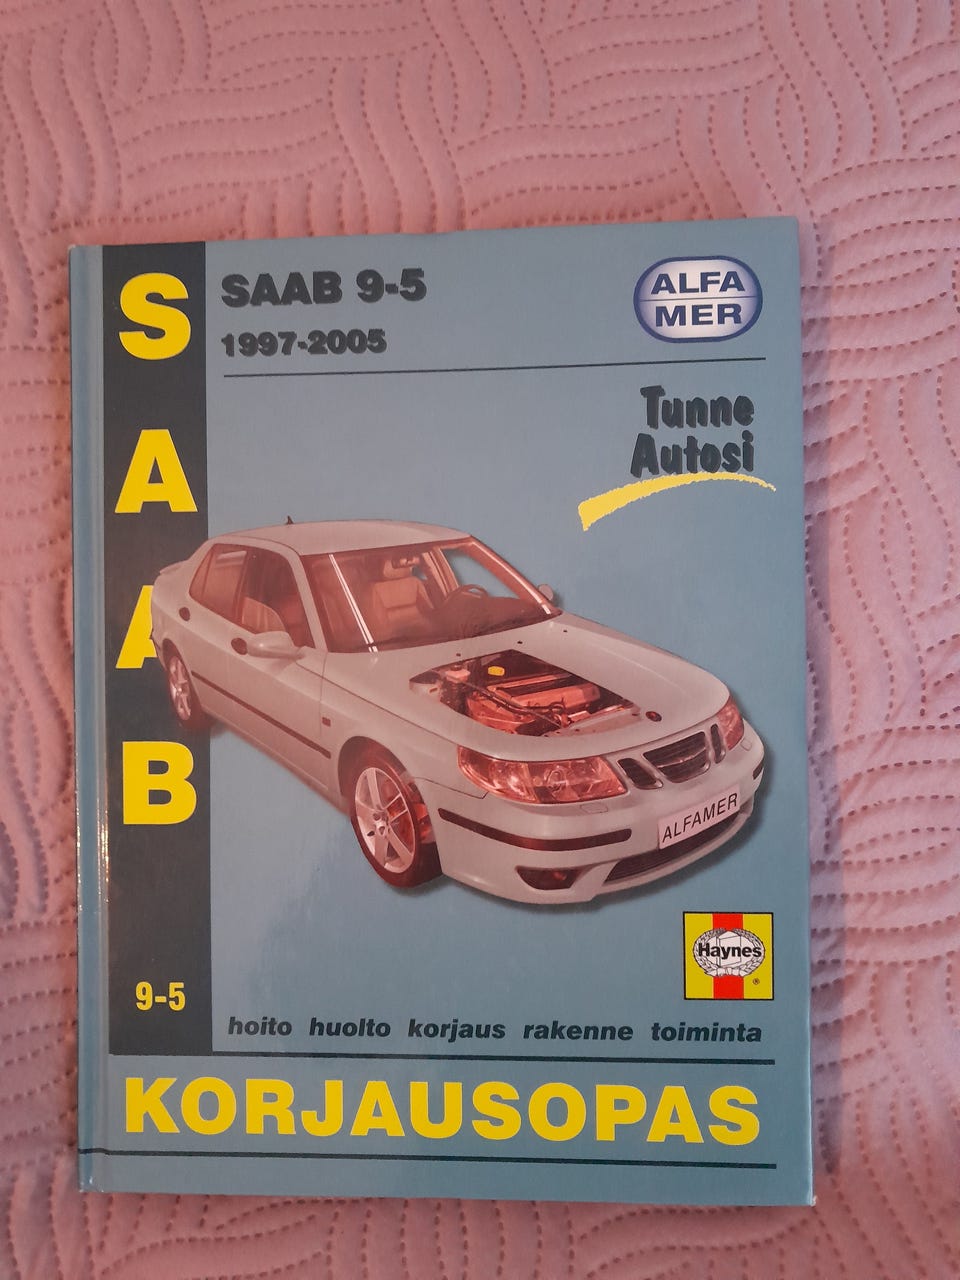 SAAB
SAAB 9-5
1997-2005
ALFA
MER
Tunne
Autosi
ALFAMER
Haynes
®
9-5
hoito huolto korjaus rakenne toiminta
KORJAUSOPAS